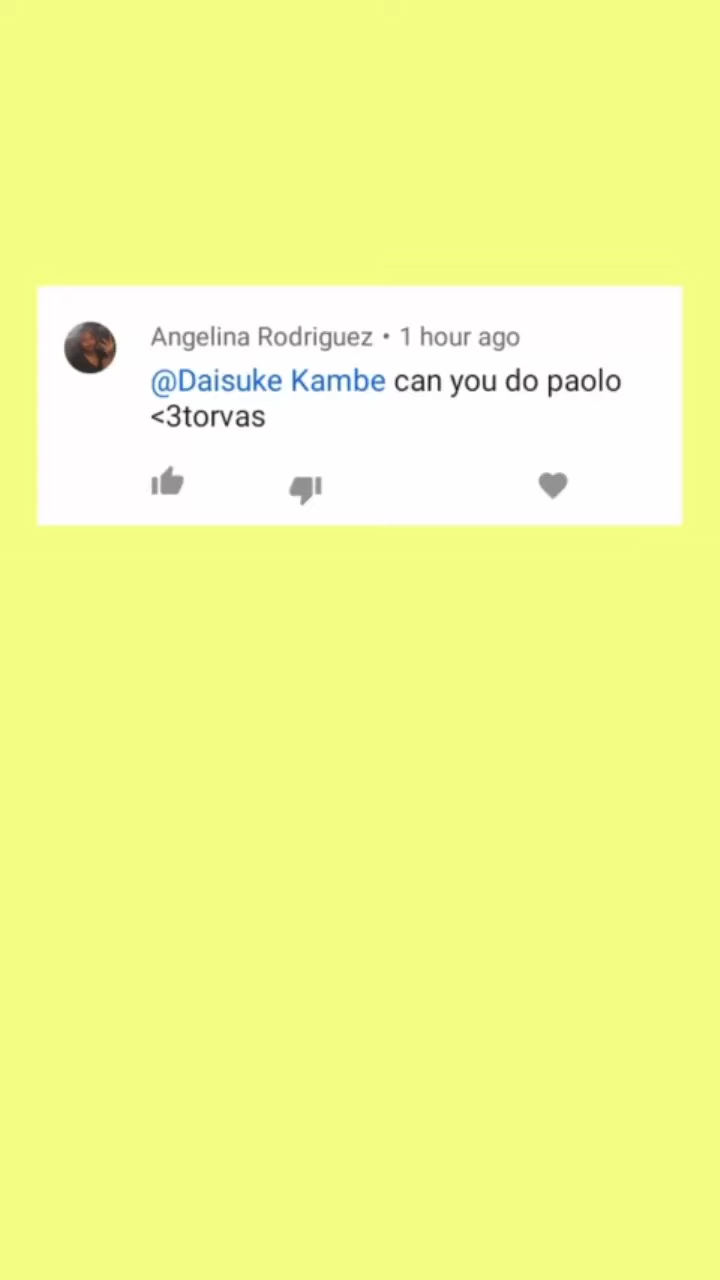 Angelina Rodriguez • 1 hour ago
@Daisuke Kambe can you do paolo
<3torvas